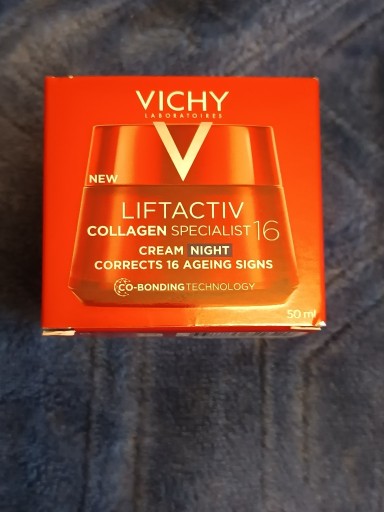 VICHY
LABORATOIRES
NEW
LIFTACTIV
COLLAGEN SPECIALIST 16
CREAM NIGHT
CORRECTS 16 AGEING SIGNS
CO-BONDING TECHNOLOGY
50 ml